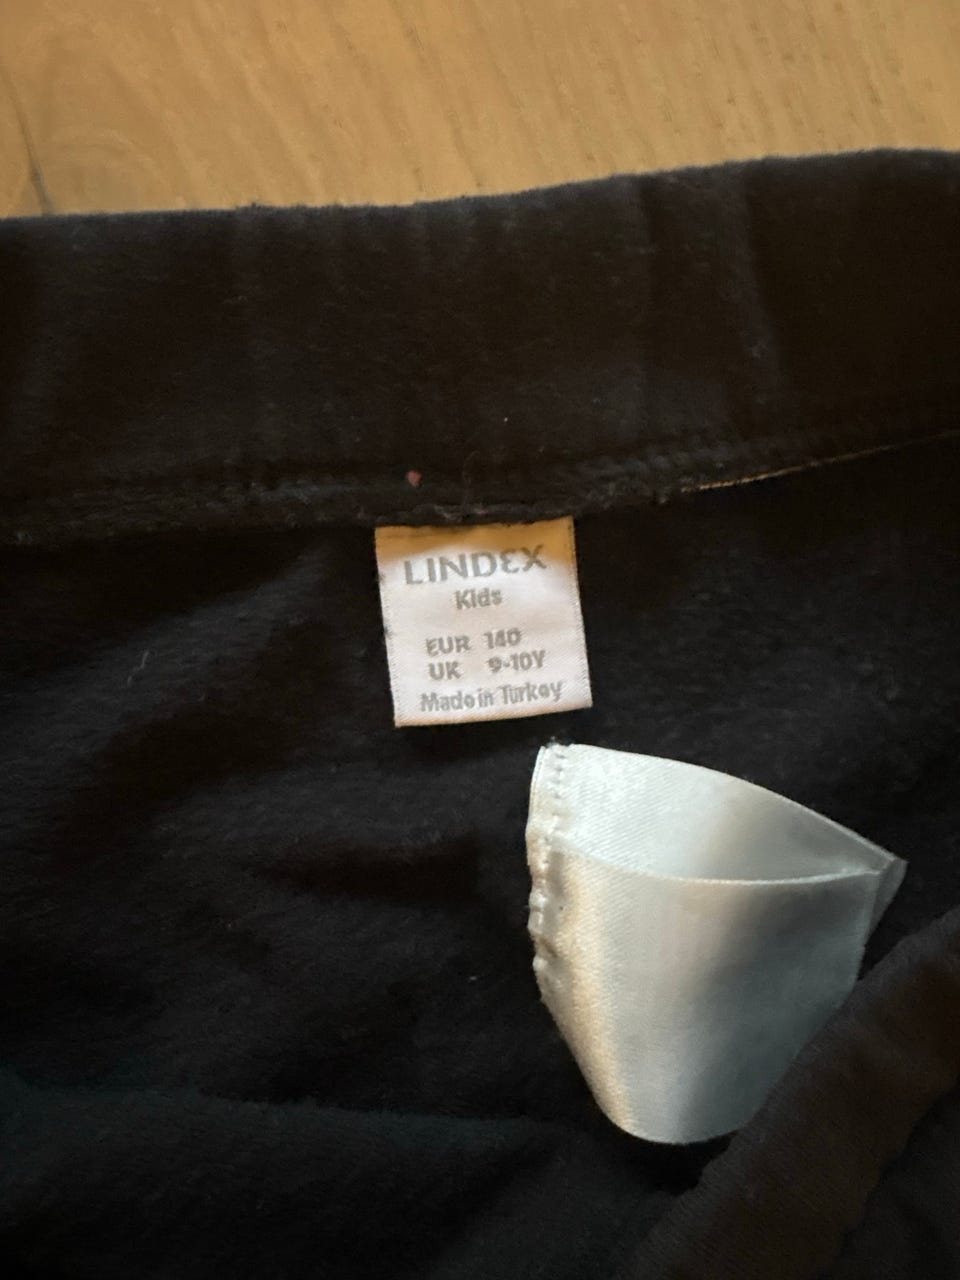 LINDEX
Kids
EUR 140
UK 9-10Y
Made in Turkey